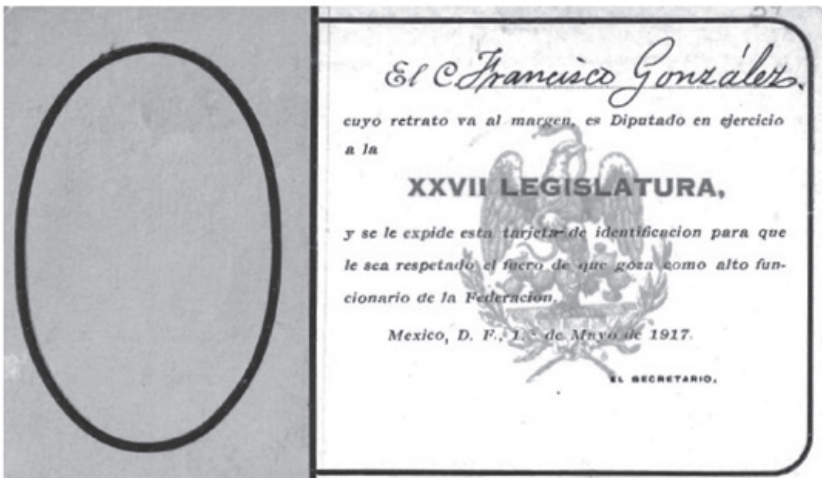 27
El C. Francisco González.
cuyo retrato va al margen, es Diputado en ejercicio
a la
XXVII LEGISLATURA,
y se le expide esta tarjeta de identificacion para que
le sea respetado el fuero de que goza como alto fun-
cionario de la Federacion.
Mexico, D. F., 1.º de Mayo de 1917.
EL SECRETARIO,